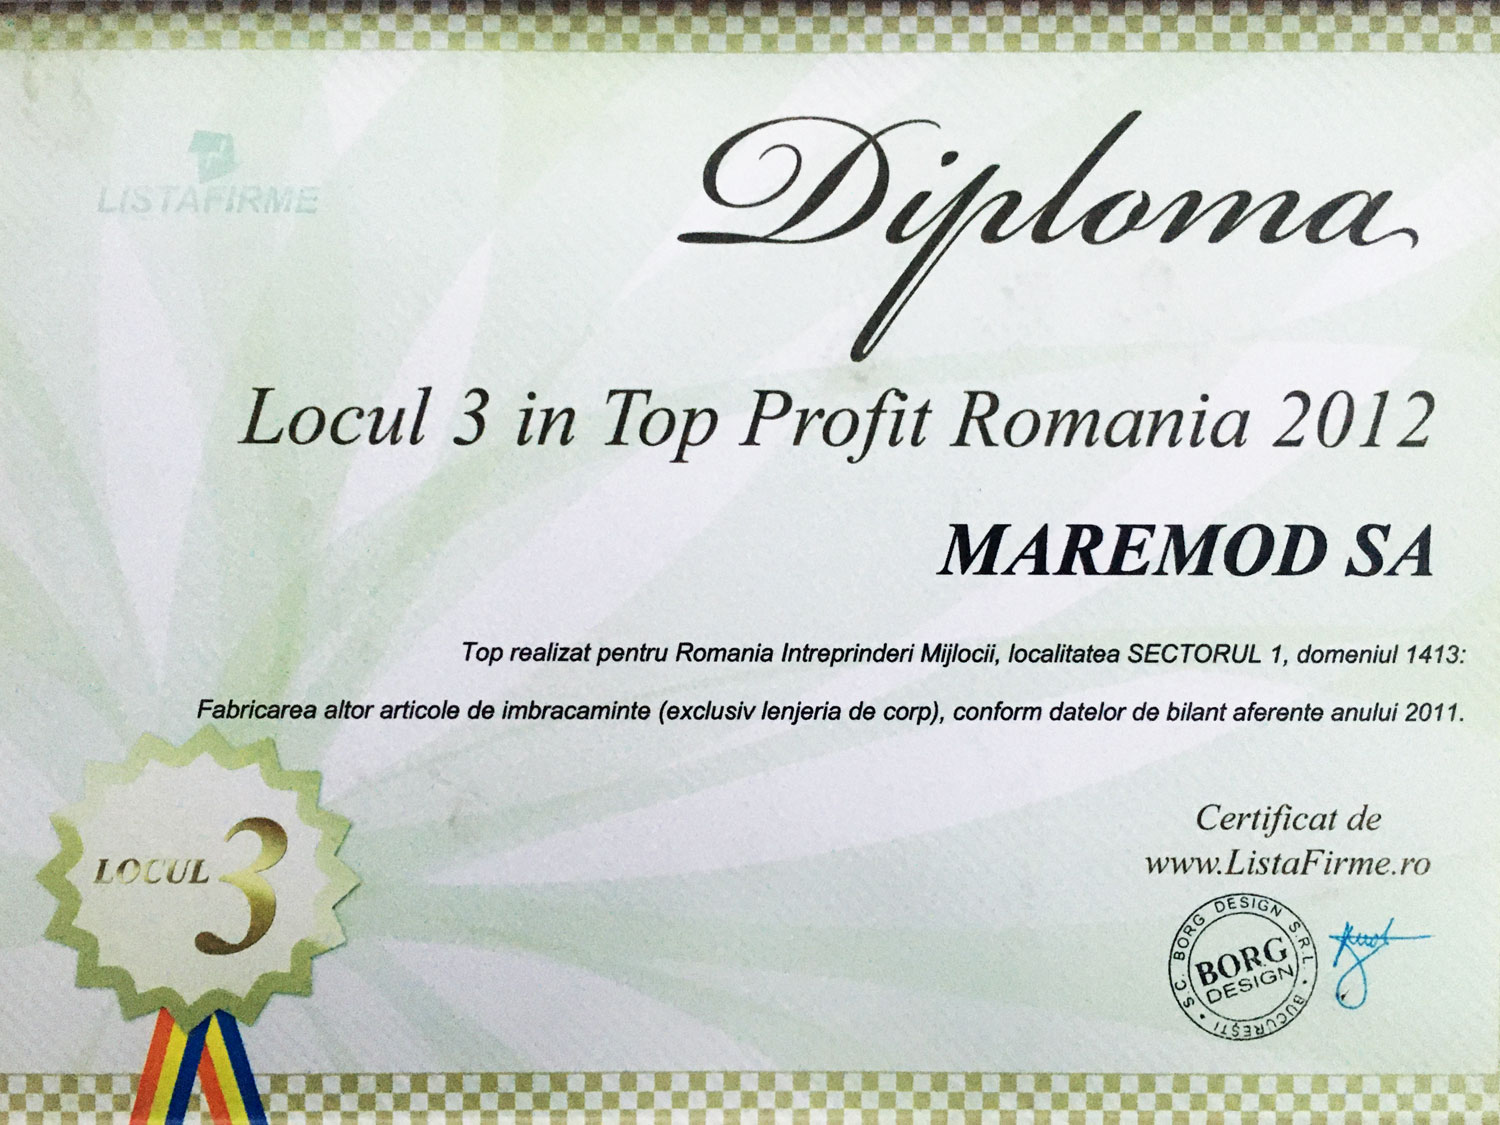 LISTAFIRME
Diploma
Locul 3 in Top Profit Romania 2012
MAREMOD SA
Top realizat pentru Romania Intreprinderi Mijlocii, localitatea SECTORUL 1, domeniul 1413:
Fabricarea altor articole de imbracaminte (exclusiv lenjeria de corp), conform datelor de bilant aferente anului 2011.
LOCUL 3
Certificat de
www.ListaFirme.ro
S.C. BORG DESIGN S.R.L. • BUCUREȘTI •
BORG
DESIGN